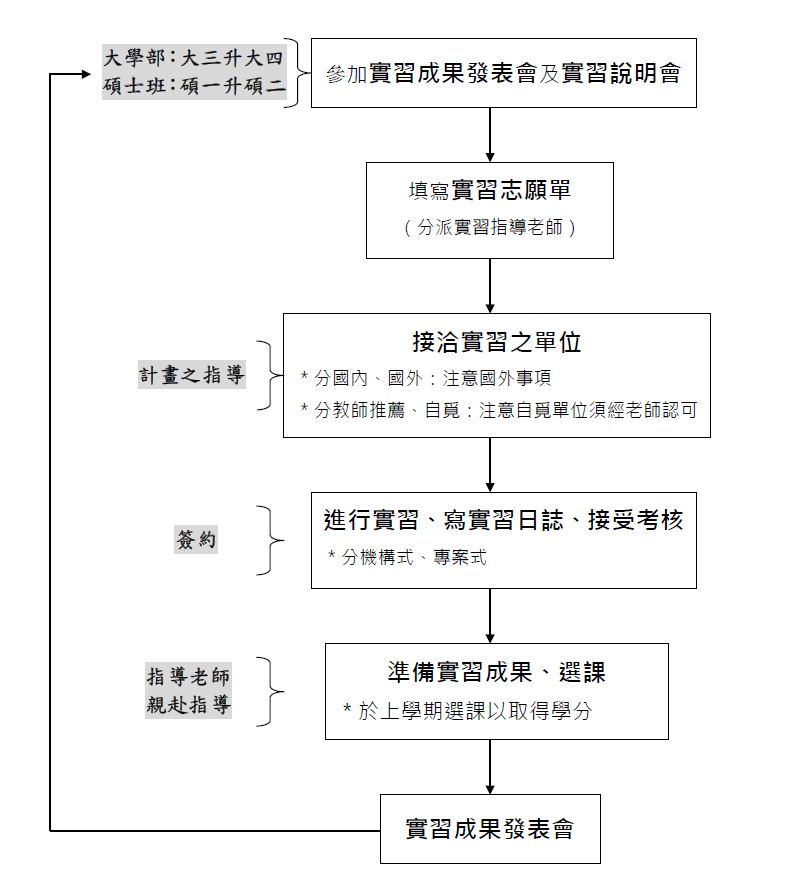 大學部：大三升大四
碩士班：碩一升碩二
參加實習成果發表會及實習說明會
填寫實習志願單
（分派實習指導老師）
接洽實習之單位
* 分國內、國外：注意國外事項
* 分教師推薦、自覓：注意自覓單位須經老師認可
計畫之指導
進行實習、寫實習日誌、接受考核
* 分機構式、專案式
簽約
準備實習成果、選課
* 於上學期選課以取得學分
指導老師
親赴指導
實習成果發表會